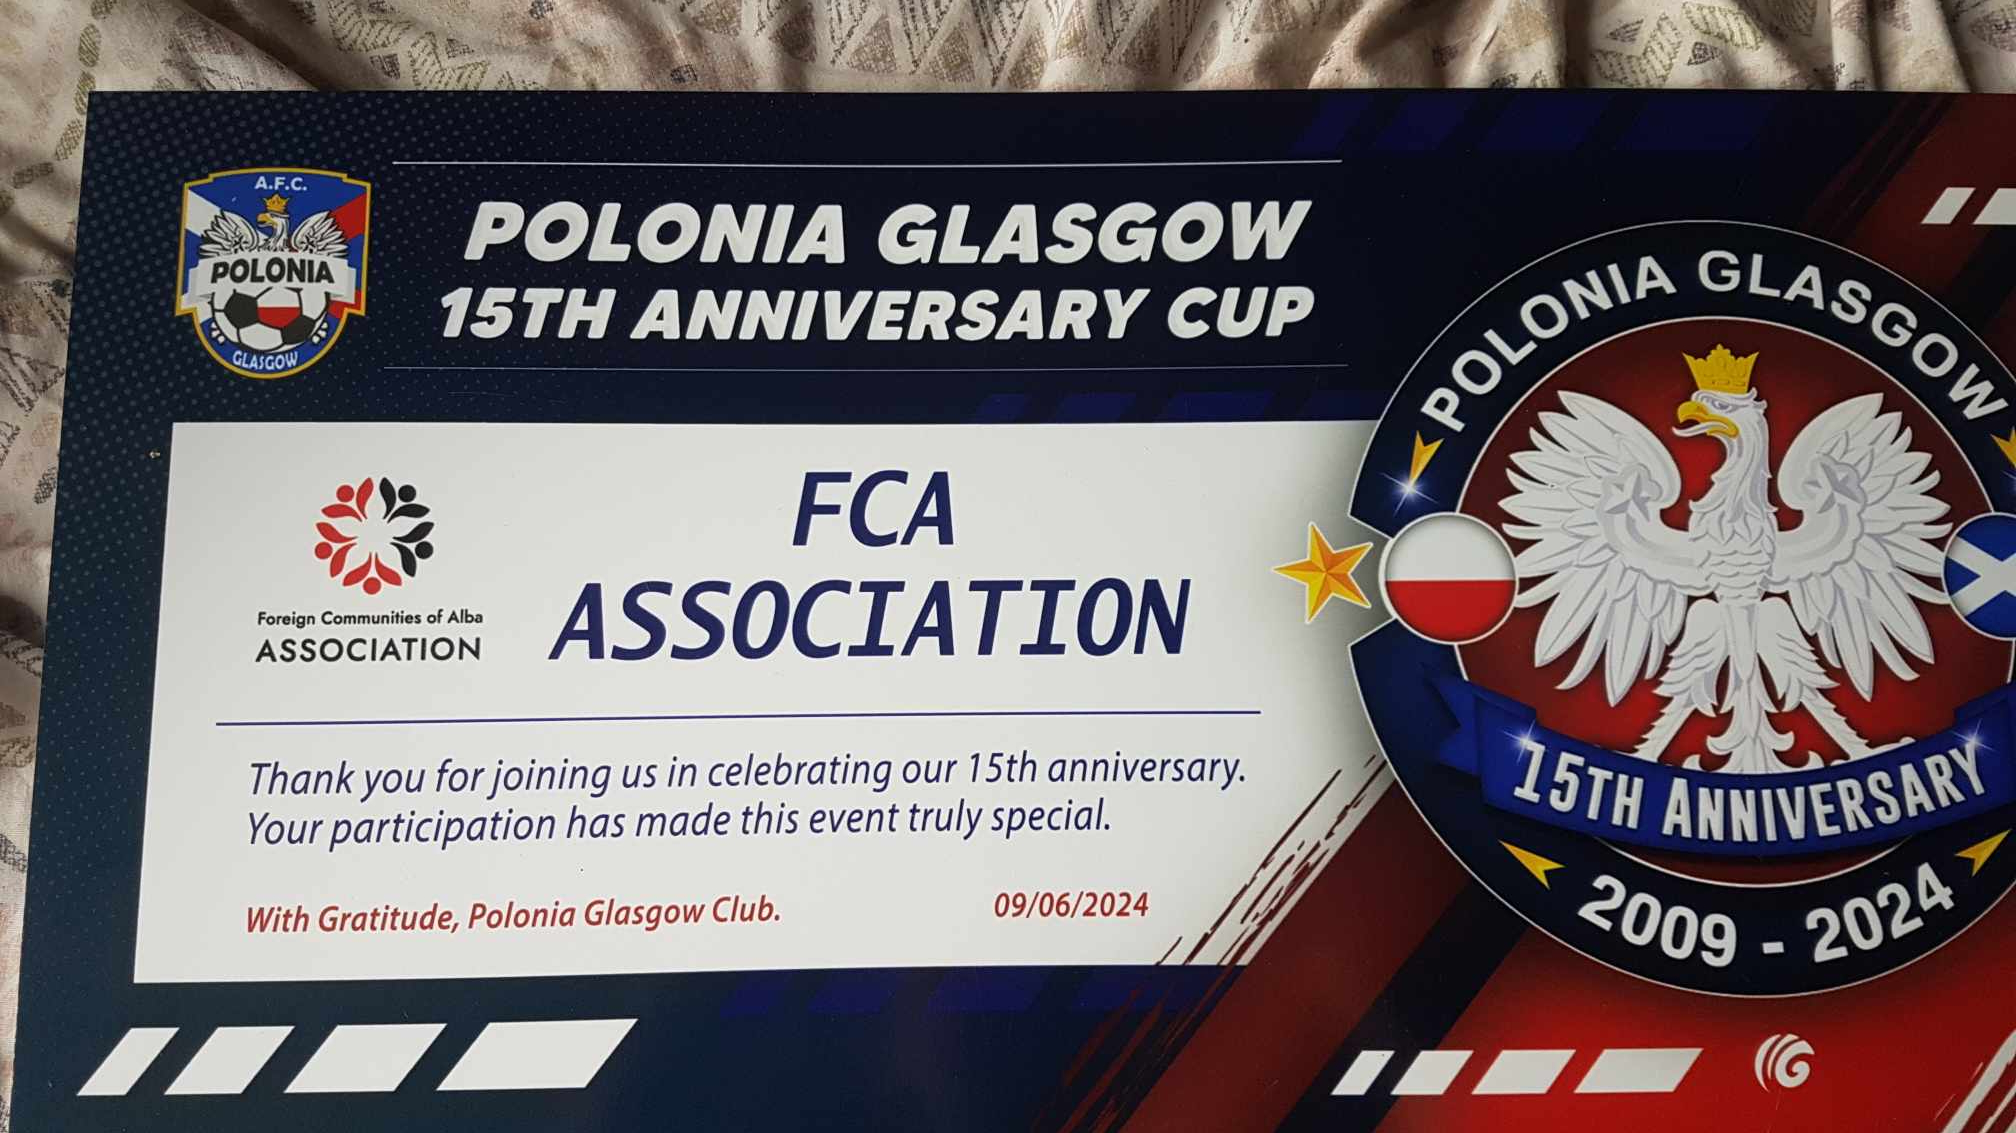 A.F.C.
POLONIA
GLASGOW
POLONIA GLASGOW
15TH ANNIVERSARY CUP
Foreign Communities of Alba
ASSOCIATION
FCA
ASSOCIATION
Thank you for joining us in celebrating our 15th anniversary.
Your participation has made this event truly special.
With Gratitude, Polonia Glasgow Club.
09/06/2024
POLONIA GLASGOW
15TH ANNIVERSARY
2009 - 2024